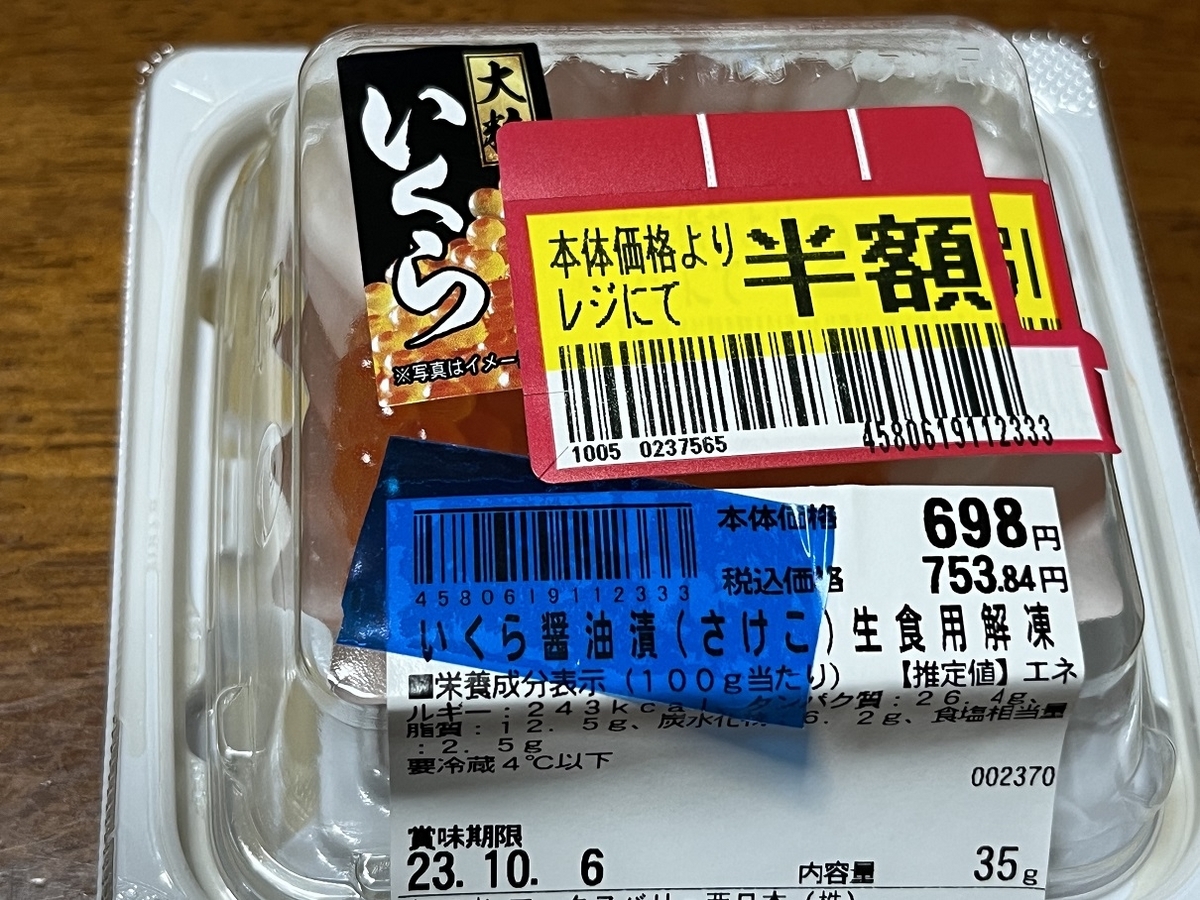 大粒
いくら
※写真はイメー
本体価格より
レジにて
半額
引
1005 0237565
4580619112333
本体価格 698円
税込価格 753.84円
4580619112333
いくら醤油漬(さけこ)生食用解凍
■栄養成分表示(100g当たり)【推定値】エネ
ルギー:243kcal、タンパク質:26.4g、
脂質:12.5g、炭水化物 6.2g、食塩相当量
:2.5g
要冷蔵4℃以下
002370
賞味期限
23.10. 6
内容量 35g
西日本(株)